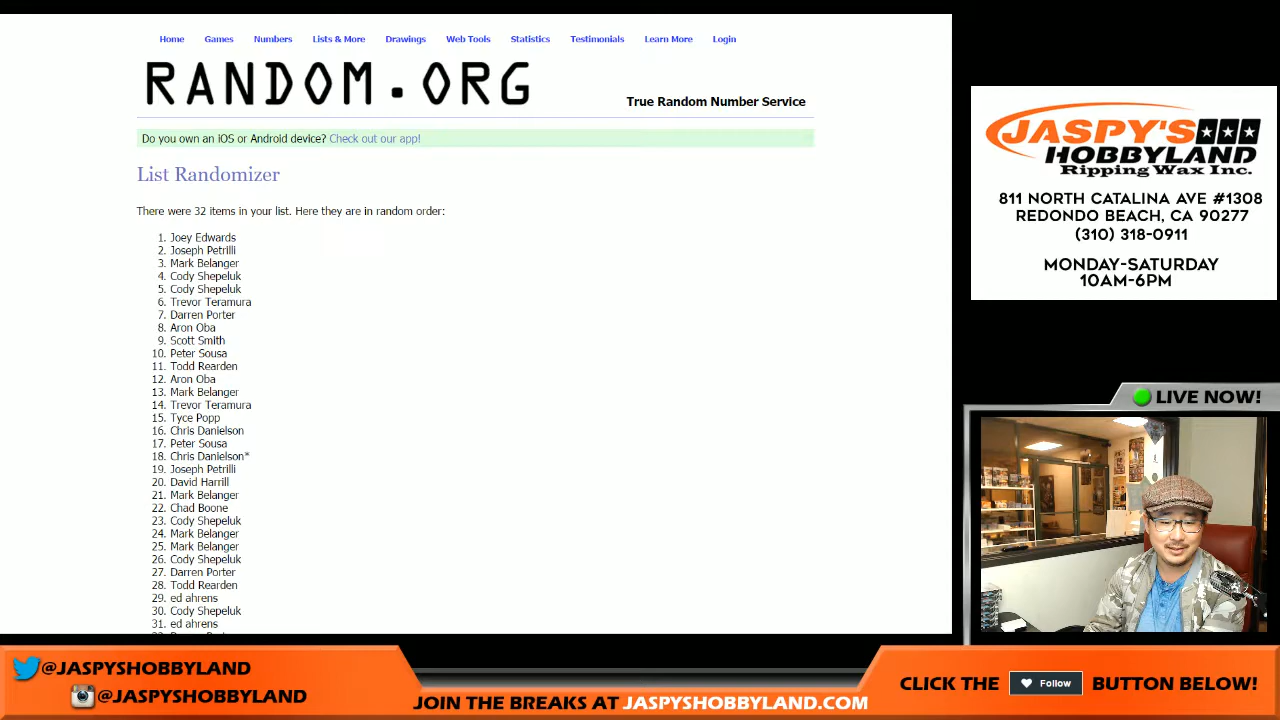 Home Games Numbers Lists & More Drawings Web Tools Statistics Testimonials Learn More Login
RANDOM.ORG
True Random Number Service
Do you own an iOS or Android device? Check out our app!
List Randomizer
There were 32 items in your list. Here they are in random order:
1. Joey Edwards
2. Joseph Petrilli
3. Mark Belanger
4. Cody Shepeluk
5. Cody Shepeluk
6. Trevor Teramura
7. Darren Porter
8. Aron Oba
9. Scott Smith
10. Peter Sousa
11. Todd Rearden
12. Aron Oba
13. Mark Belanger
14. Trevor Teramura
15. Tyce Popp
16. Chris Danielson
17. Peter Sousa
18. Chris Danielson*
19. Joseph Petrilli
20. David Harrill
21. Mark Belanger
22. Chad Boone
23. Cody Shepeluk
24. Mark Belanger
25. Mark Belanger
26. Cody Shepeluk
27. Darren Porter
28. Todd Rearden
29. ed ahrens
30. Cody Shepeluk
31. ed ahrens
JASPY'S
HOBBYLAND
Ripping Wax Inc.
811 NORTH CATALINA AVE #1308
REDONDO BEACH, CA 90277
(310) 318-0911
MONDAY-SATURDAY
10AM-6PM
LIVE NOW!
@JASPYSHOBBYLAND
@JASPYSHOBBYLAND
JOIN THE BREAKS AT JASPYSHOBBYLAND.COM
CLICK THE Follow BUTTON BELOW!